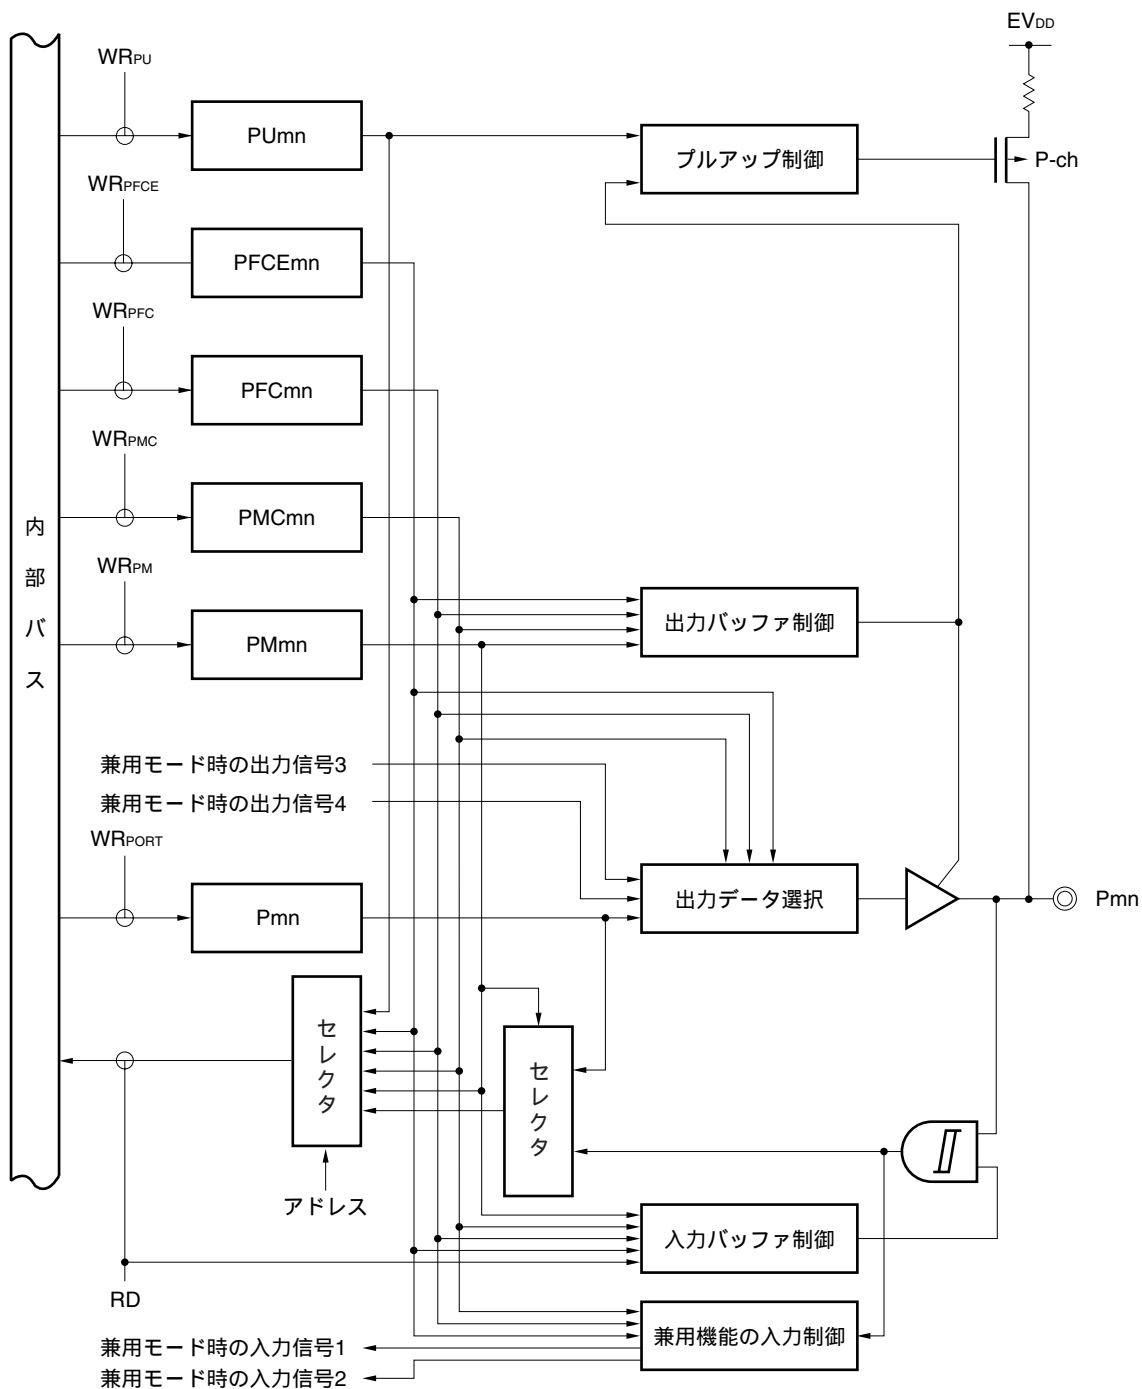 EVDD
WRPU
PUmn
プルアップ制御
P-ch
WRPFCE
PFCEmn
WRPFC
PFCmn
WRPMC
PMCmn
内部バス
WRPM
PMmn
出力バッファ制御
兼用モード時の出力信号3
兼用モード時の出力信号4
WRPORT
Pmn
出力データ選択
Pmn
セレクタ
セレクタ
アドレス
入力バッファ制御
RD
兼用機能の入力制御
兼用モード時の入力信号1
兼用モード時の入力信号2